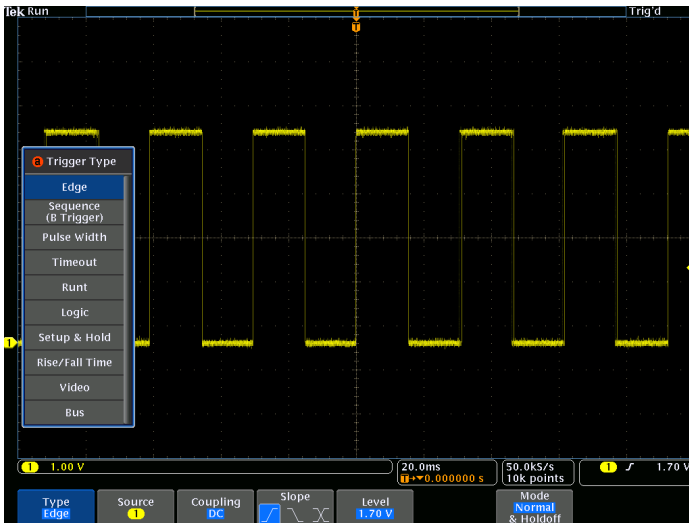 Tek Run Trig'd
T
T
a Trigger Type
Edge
Sequence
(B Trigger)
Pulse Width
Timeout
Runt
Logic
Setup & Hold
Rise/Fall Time
Video
Bus
1
1 1.00 V
20.0ms
T→▼0.000000 s
50.0kS/s
10k points
1 1.70 V
Type
Edge
Source
1
Coupling
DC
Slope
Level
1.70 V
Mode
Normal
& Holdoff